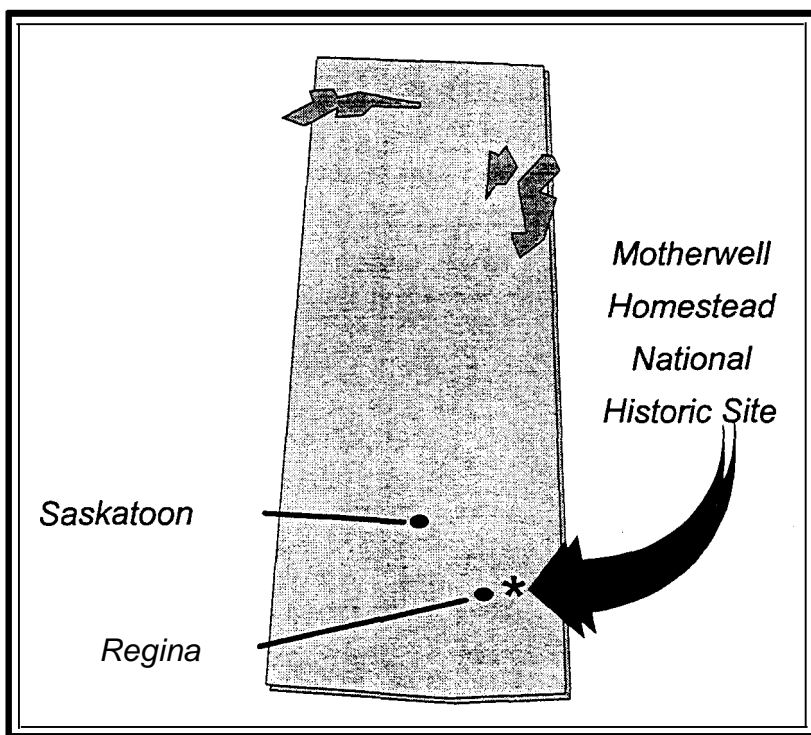 Motherwell
Homestead
National
Historic Site
Saskatoon
*
Regina